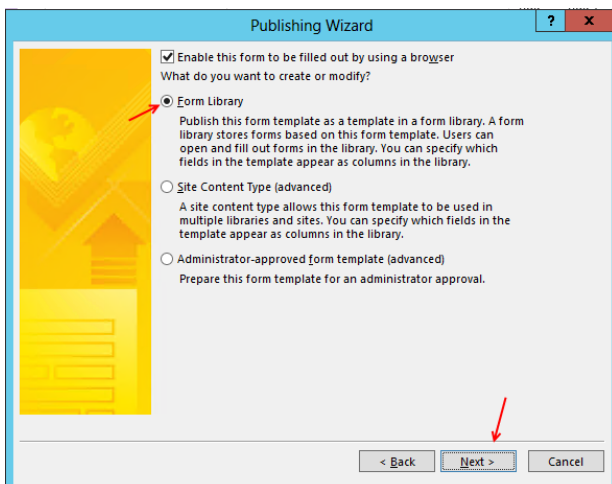 Publishing Wizard
?
x
Enable this form to be filled out by using a browser
What do you want to create or modify?
Form Library
Publish this form template as a template in a form library. A form
library stores forms based on this form template. Users can
open and fill out forms in the library. You can specify which
fields in the template appear as columns in the library.
Site Content Type (advanced)
A site content type allows this form template to be used in
multiple libraries and sites. You can specify which fields in the
template appear as columns in the library.
Administrator-approved form template (advanced)
Prepare this form template for an administrator approval.
< Back
Next >
Cancel